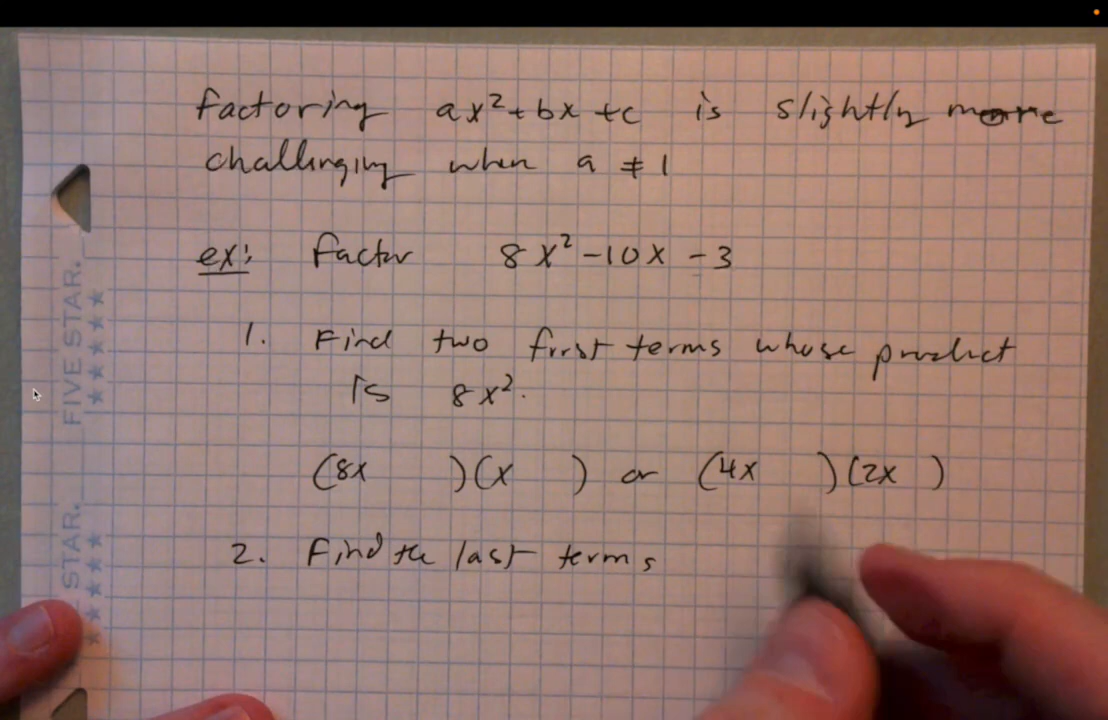 factoring ax²+bx+c is slightly more
challenging when a ≠ 1
ex: Factor 8x²-10x-3
1. Find two first terms whose product
is 8x².
(8x )(x ) or (4x )(2x )
2. Find the last terms
FIVE STAR.
STAR.